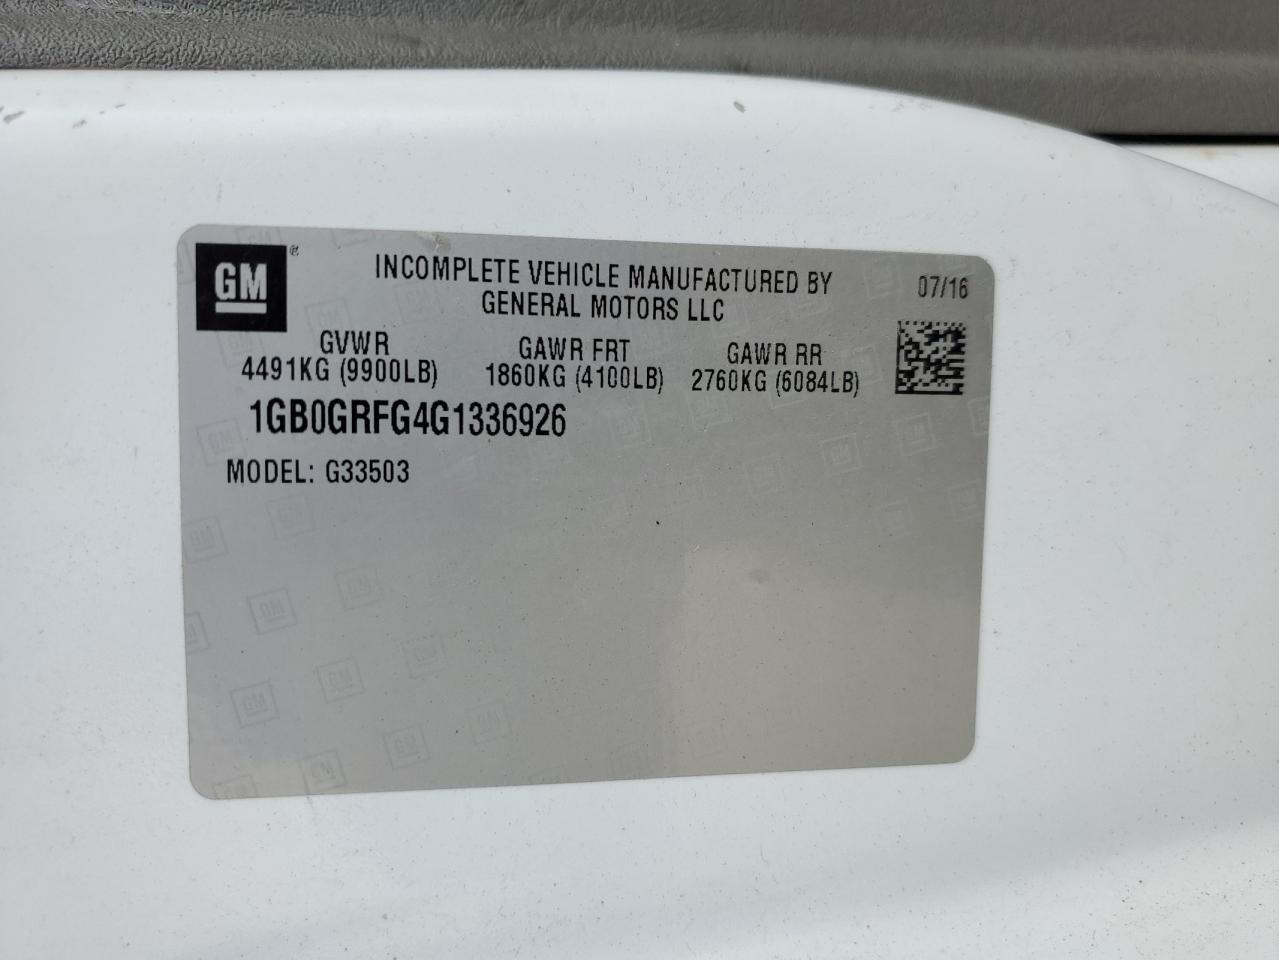 GM®
INCOMPLETE VEHICLE MANUFACTURED BY
GENERAL MOTORS LLC
07/16
GVWR GAWR FRT GAWR RR
4491KG (9900LB) 1860KG (4100LB) 2760KG (6084LB)
1GB0GRFG4G1336926
MODEL: G33503